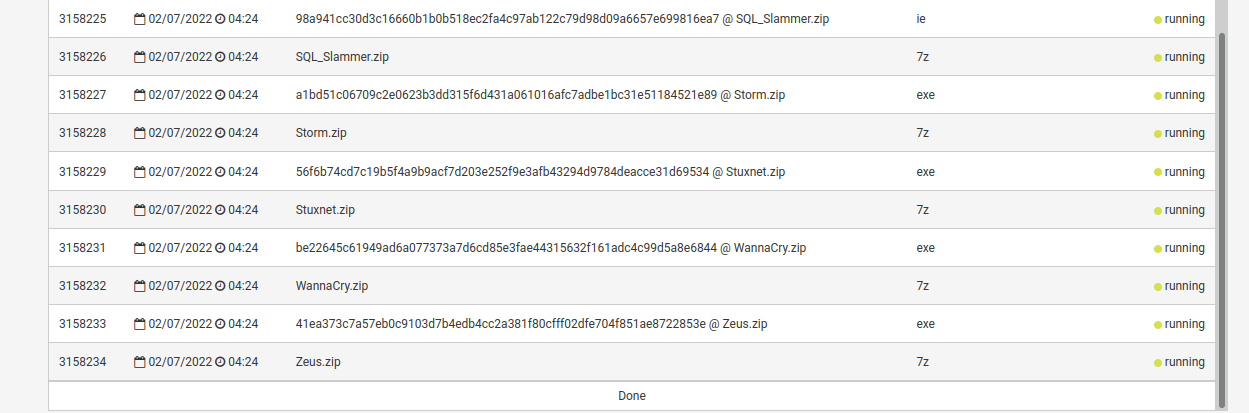 3158225 02/07/2022 04:24 98a941cc30d3c16660b1b0b518ec2fa4c97ab122c79d98d09a6657e699816ea7 @ SQL_Slammer.zip ie running
3158226 02/07/2022 04:24 SQL_Slammer.zip 7z running
3158227 02/07/2022 04:24 a1bd51c06709c2e0623b3dd315f6d431a061016afc7adbe1bc31e51184521e89 @ Storm.zip exe running
3158228 02/07/2022 04:24 Storm.zip 7z running
3158229 02/07/2022 04:24 56f6b74cd7c19b5f4a9b9acf7d203e252f9e3afb43294d9784deacce31d69534 @ Stuxnet.zip exe running
3158230 02/07/2022 04:24 Stuxnet.zip 7z running
3158231 02/07/2022 04:24 be22645c61949ad6a077373a7d6cd85e3fae44315632f161adc4c99d5a8e6844 @ WannaCry.zip exe running
3158232 02/07/2022 04:24 WannaCry.zip 7z running
3158233 02/07/2022 04:24 41ea373c7a57eb0c9103d7b4edb4cc2a381f80cfff02dfe704f851ae8722853e @ Zeus.zip exe running
3158234 02/07/2022 04:24 Zeus.zip 7z running
Done